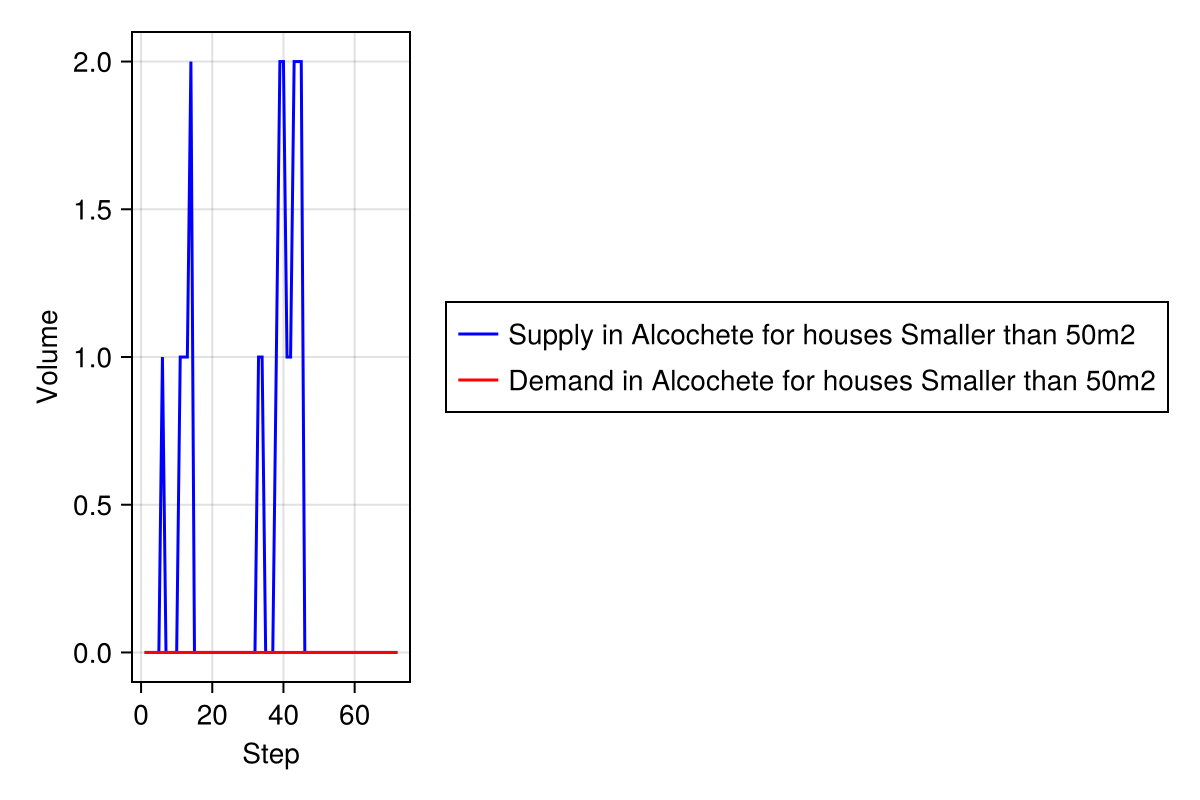 2.0
1.5
1.0
0.5
0.0
Volume
0 20 40 60
Step
Supply in Alcochete for houses Smaller than 50m2
Demand in Alcochete for houses Smaller than 50m2